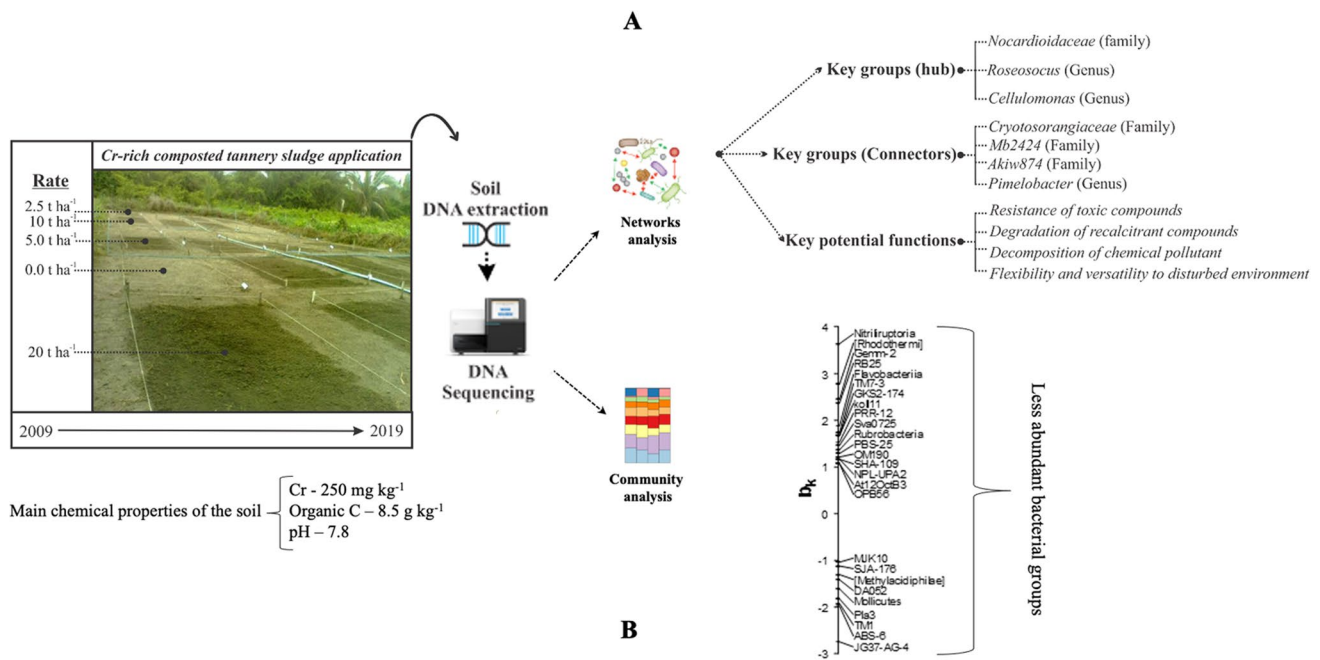 A
Cr-rich composted tannery sludge application
Rate
2.5 t ha-1
10 t ha-1
5.0 t ha-1
0.0 t ha-1
20 t ha-1
2009
2019
Main chemical properties of the soil
Cr - 250 mg kg-1
Organic C – 8.5 g kg-1
pH – 7.8
Soil
DNA extraction
DNA
Sequencing
Networks
analysis
Community
analysis
Key groups (hub)
Nocardioidaceae (family)
Roseosocus (Genus)
Cellulomonas (Genus)
Key groups (Connectors)
Cryotosorangiaceae (Family)
Mb2424 (Family)
Akiw874 (Family)
Pimelobacter (Genus)
Key potential functions
Resistance of toxic compounds
Degradation of recalcitrant compounds
Decomposition of chemical pollutant
Flexibility and versatility to disturbed environment
bk
4
3
2
1
0
-1
-2
-3
Nitriliruptoria
[Rhodothermi]
Gemm-2
RB25
Flavobacteriia
TM7-3
GKS2-174
koll11
PRR-12
Sva0725
Rubrobacteria
PBS-25
OM190
SHA-109
NPL-UPA2
At12OctB3
OPB56
MJK10
SJA-176
[Methylacidiphilae]
DA052
Mollicutes
Pla3
TM1
ABS-6
JG37-AG-4
Less abundant bacterial groups
B